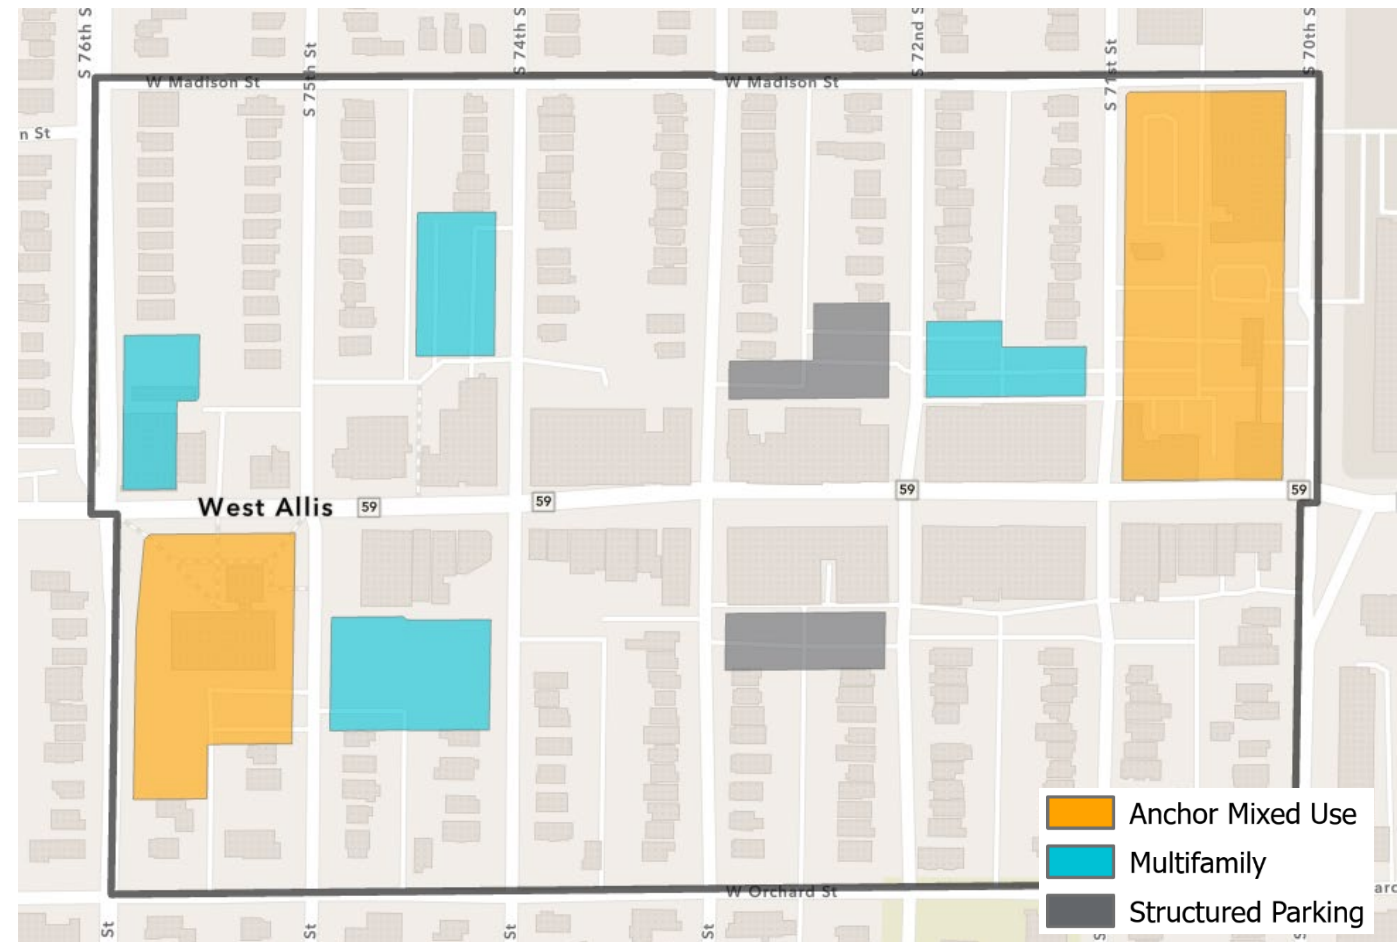 S 76th S
S 75th St
S 74th S
S 72nd S
S 71st St
S 70th S
W Madison St
W Madison St
n St
West Allis
59
59
59
59
Anchor Mixed Use
Multifamily
Structured Parking
W Orchard St
arc
St
St
St
St